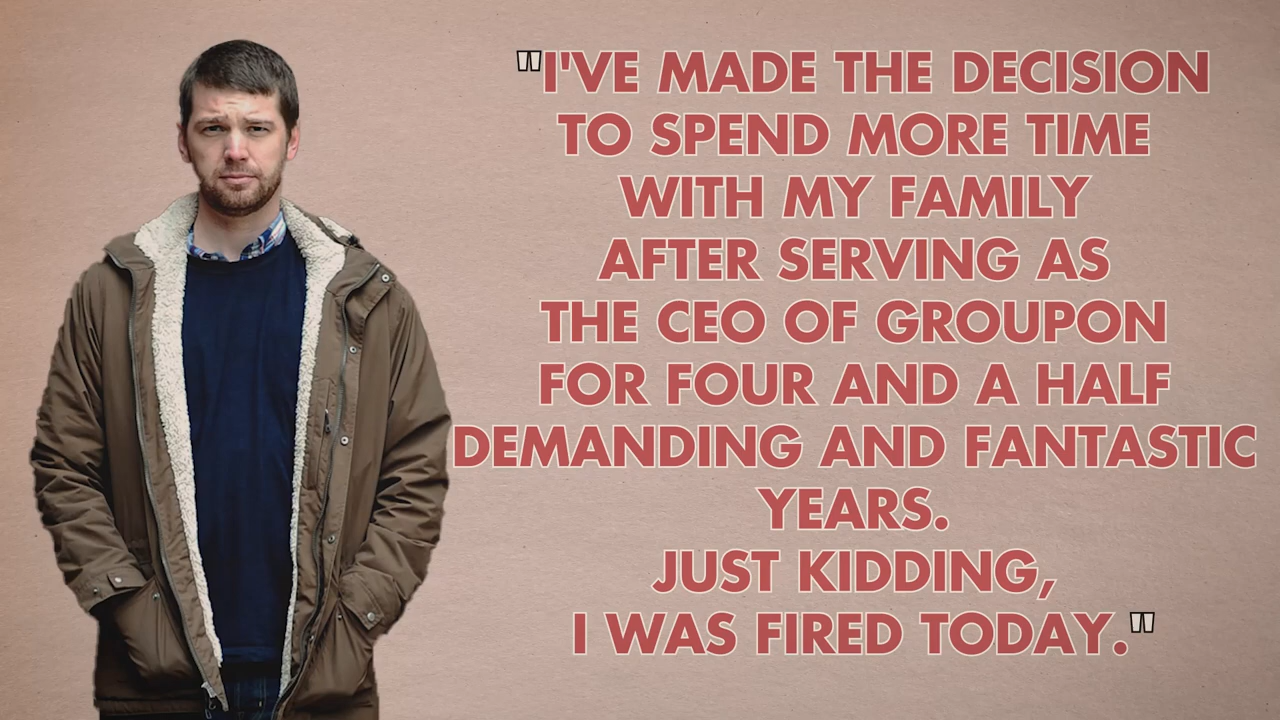 "I'VE MADE THE DECISION
TO SPEND MORE TIME
WITH MY FAMILY
AFTER SERVING AS
THE CEO OF GROUPON
FOR FOUR AND A HALF
DEMANDING AND FANTASTIC
YEARS.
JUST KIDDING,
I WAS FIRED TODAY."